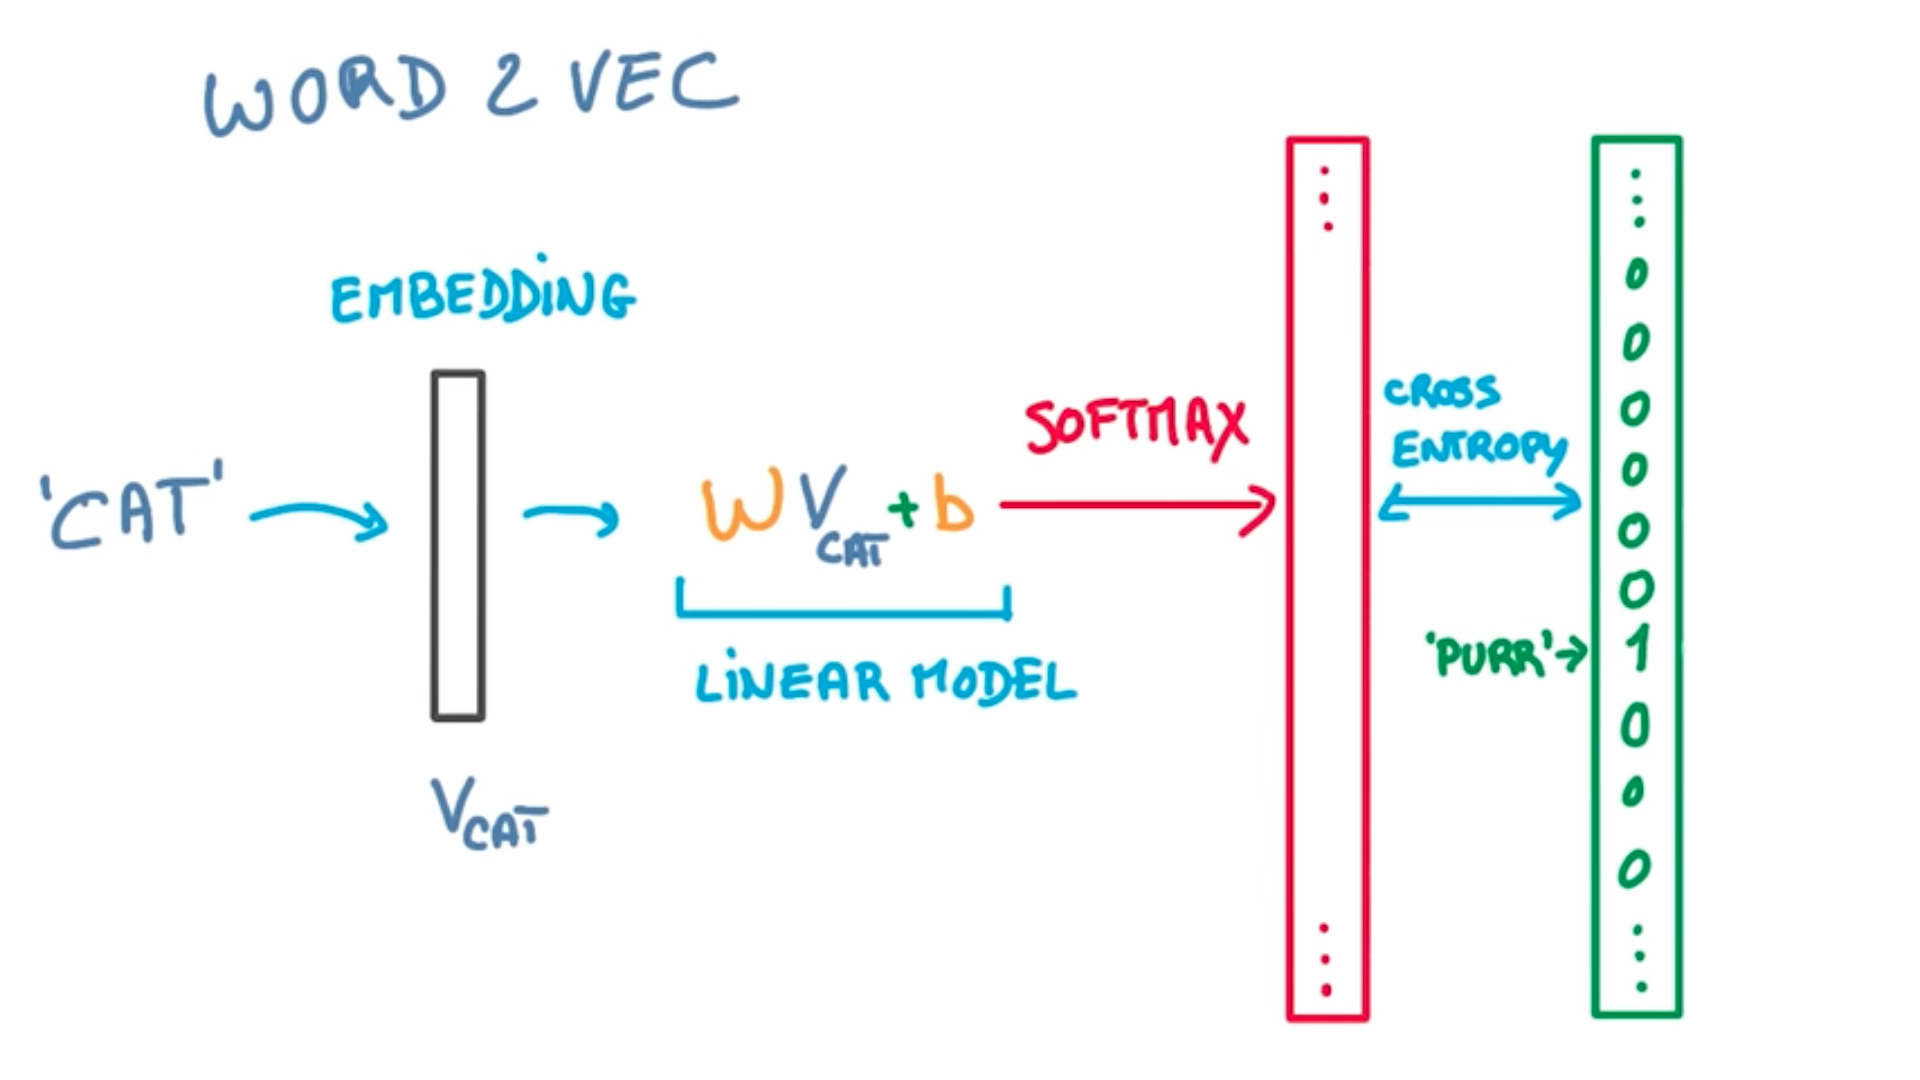 WORD 2 VEC
EMBEDDING
'CAT'
V CAT
W V CAT + b
LINEAR MODEL
SOFTMAX
CROSS
ENTROPY
'PURR'
0
0
0
0
0
0
1
0
0
0